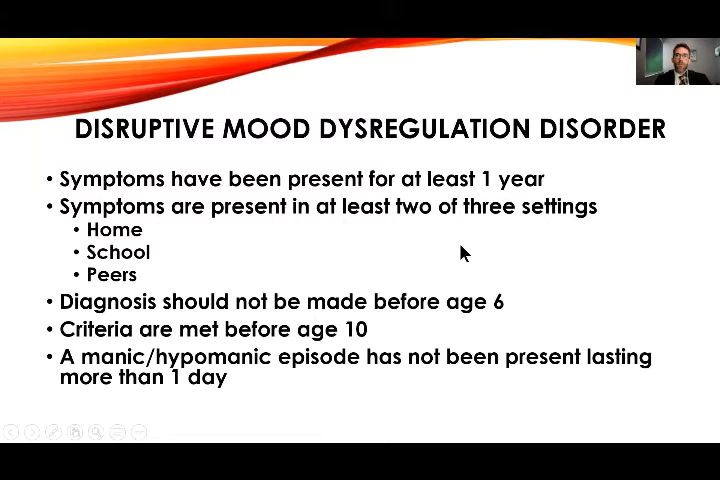 DISRUPTIVE MOOD DYSREGULATION DISORDER
• Symptoms have been present for at least 1 year
• Symptoms are present in at least two of three settings
• Home
• School
• Peers
• Diagnosis should not be made before age 6
• Criteria are met before age 10
• A manic/hypomanic episode has not been present lasting
more than 1 day